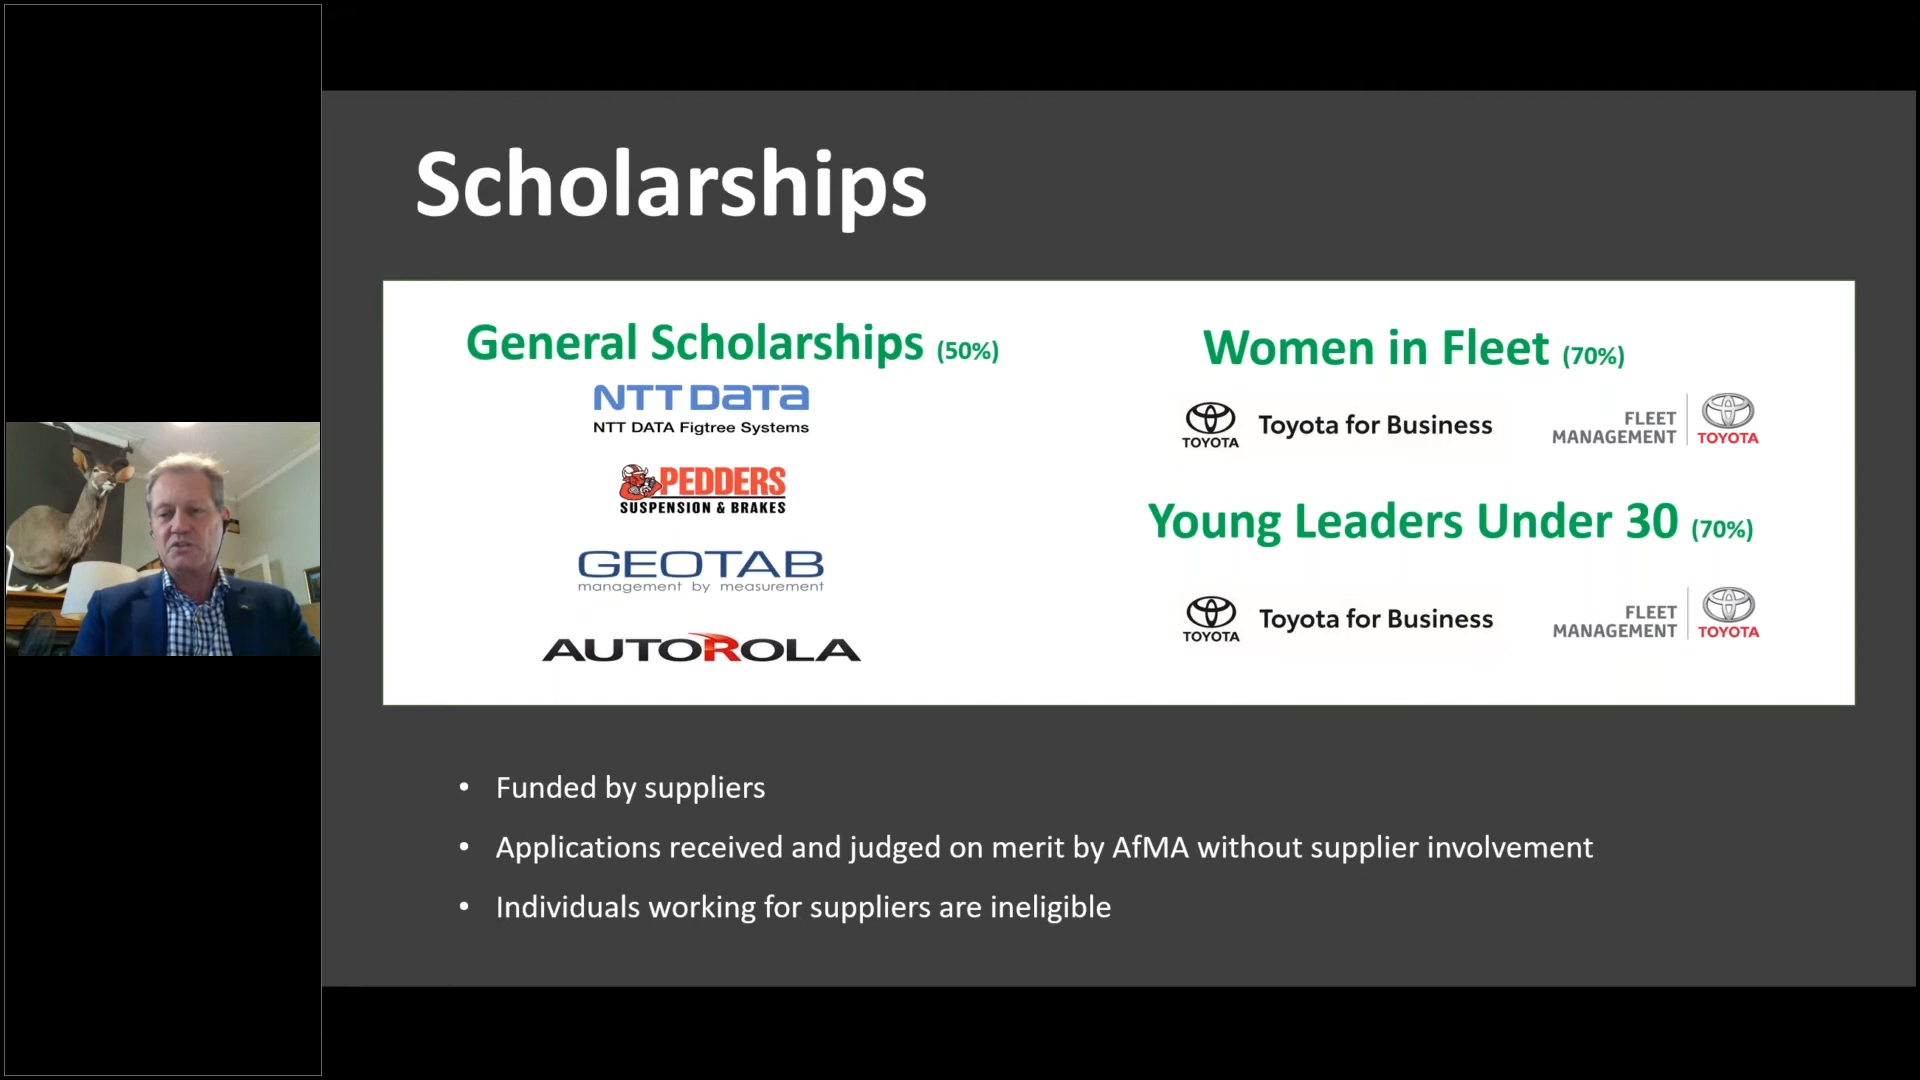 Scholarships
General Scholarships (50%)
NTT DATA
NTT DATA Figtree Systems
PEDDERS
SUSPENSION & BRAKES
GEOTAB
management by measurement
AUTOROLA
Women in Fleet (70%)
TOYOTA
Toyota for Business
FLEET
MANAGEMENT
TOYOTA
Young Leaders Under 30 (70%)
TOYOTA
Toyota for Business
FLEET
MANAGEMENT
TOYOTA
• Funded by suppliers
• Applications received and judged on merit by AfMA without supplier involvement
• Individuals working for suppliers are ineligible